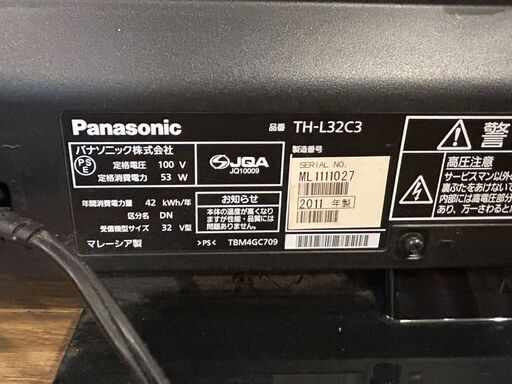 Panasonic
パナソニック株式会社
PSE
定格電圧 100 V
定格消費電力 53 W
年間消費電力量 42 kWh/年
区分 DN
受信機型サイズ 32 V型
マレーシア製
JQA
JQ10009
お知らせ
本体の温度が高くなり
ますが性能・品質には
問題ありません。
>PS< TBM4GC709
品番 TH-L32C3
製造番号
SERIAL NO.
ML1111027
2011 年製
警
高圧注意
サービスマン以外の
裏ぶたをあけないで
内部には高電圧部分
あり、万一さわると